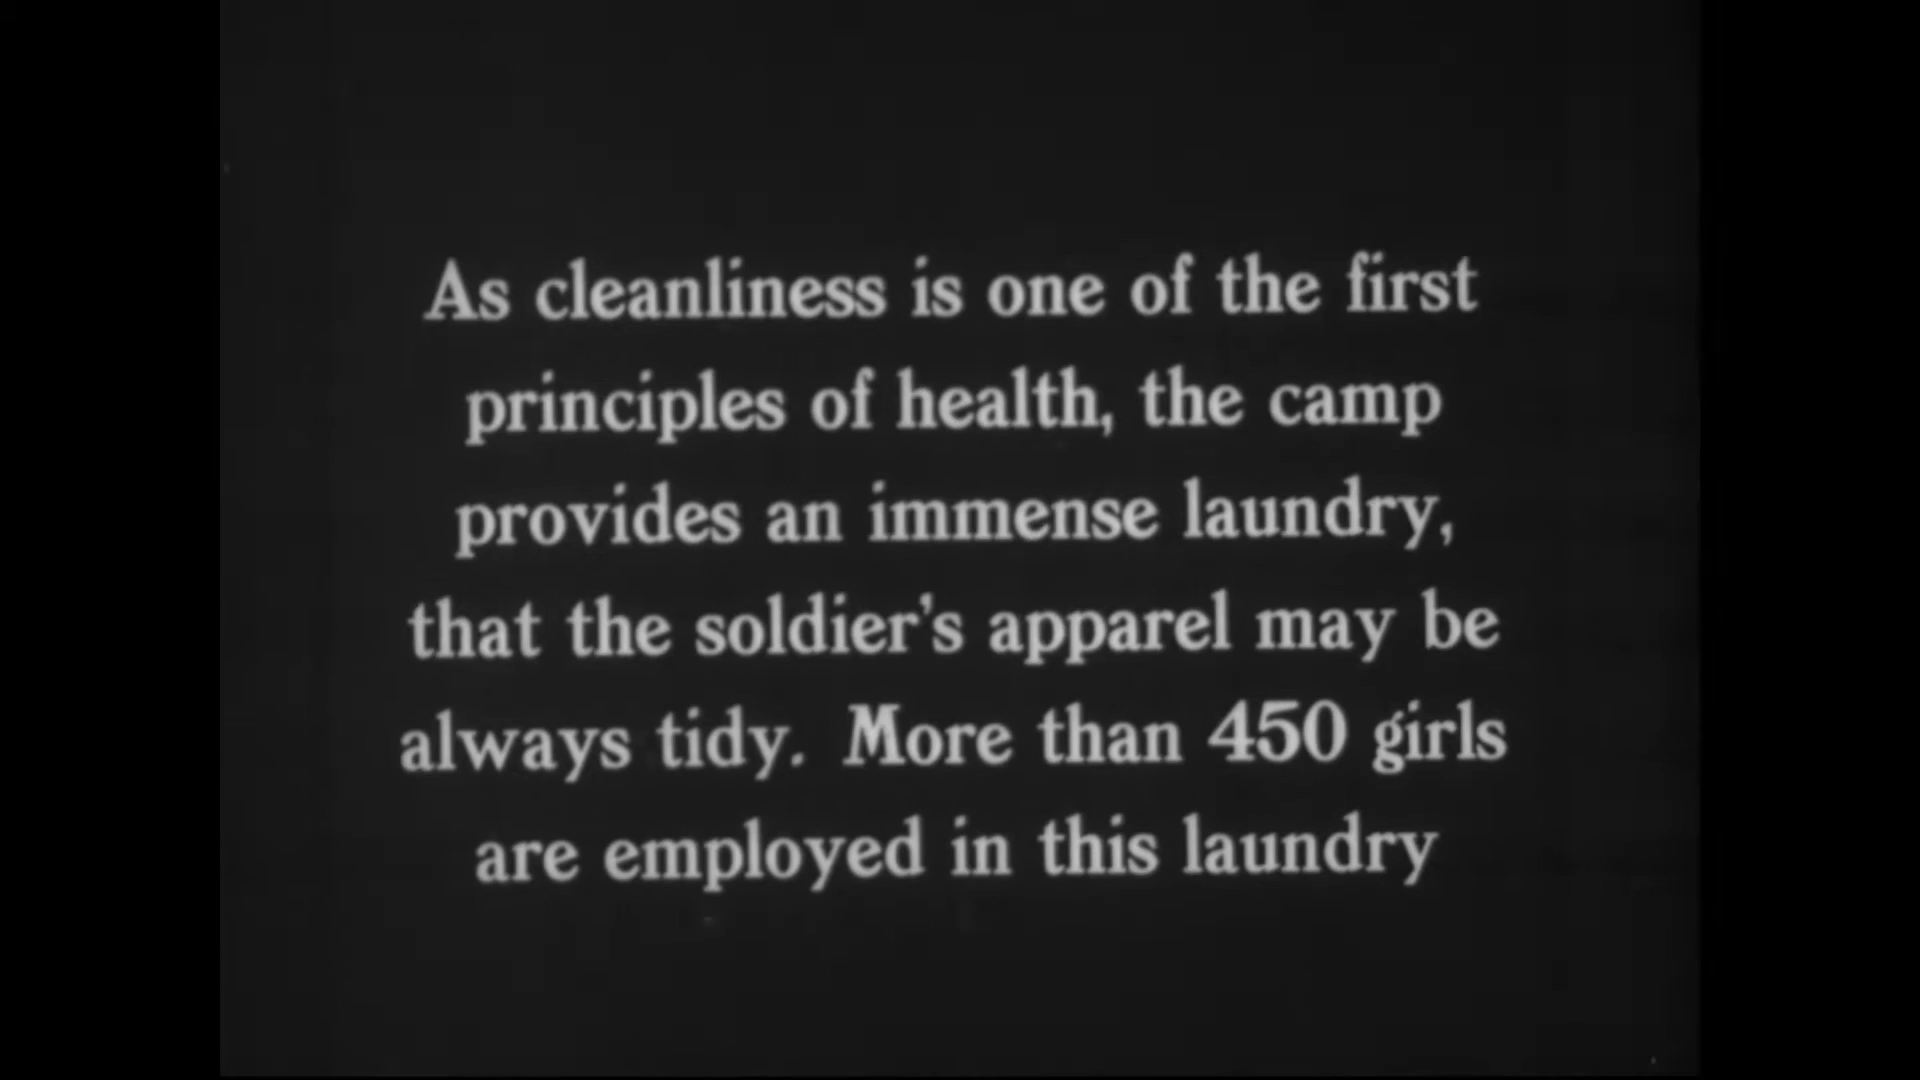 As cleanliness is one of the first
principles of health, the camp
provides an immense laundry,
that the soldier's apparel may be
always tidy. More than 450 girls
are employed in this laundry